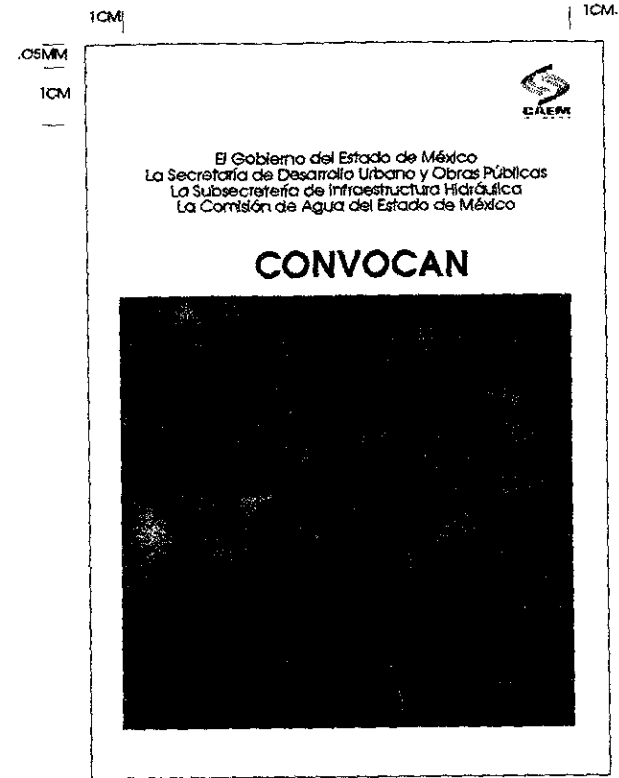 1CM
1CM.
.05MM
1CM
CAEM
El Gobierno del Estado de México
La Secretaría de Desarrollo Urbano y Obras Públicas
La Subsecretería de Infraestructura Hidráulica
La Comisión de Agua del Estado de México
CONVOCAN